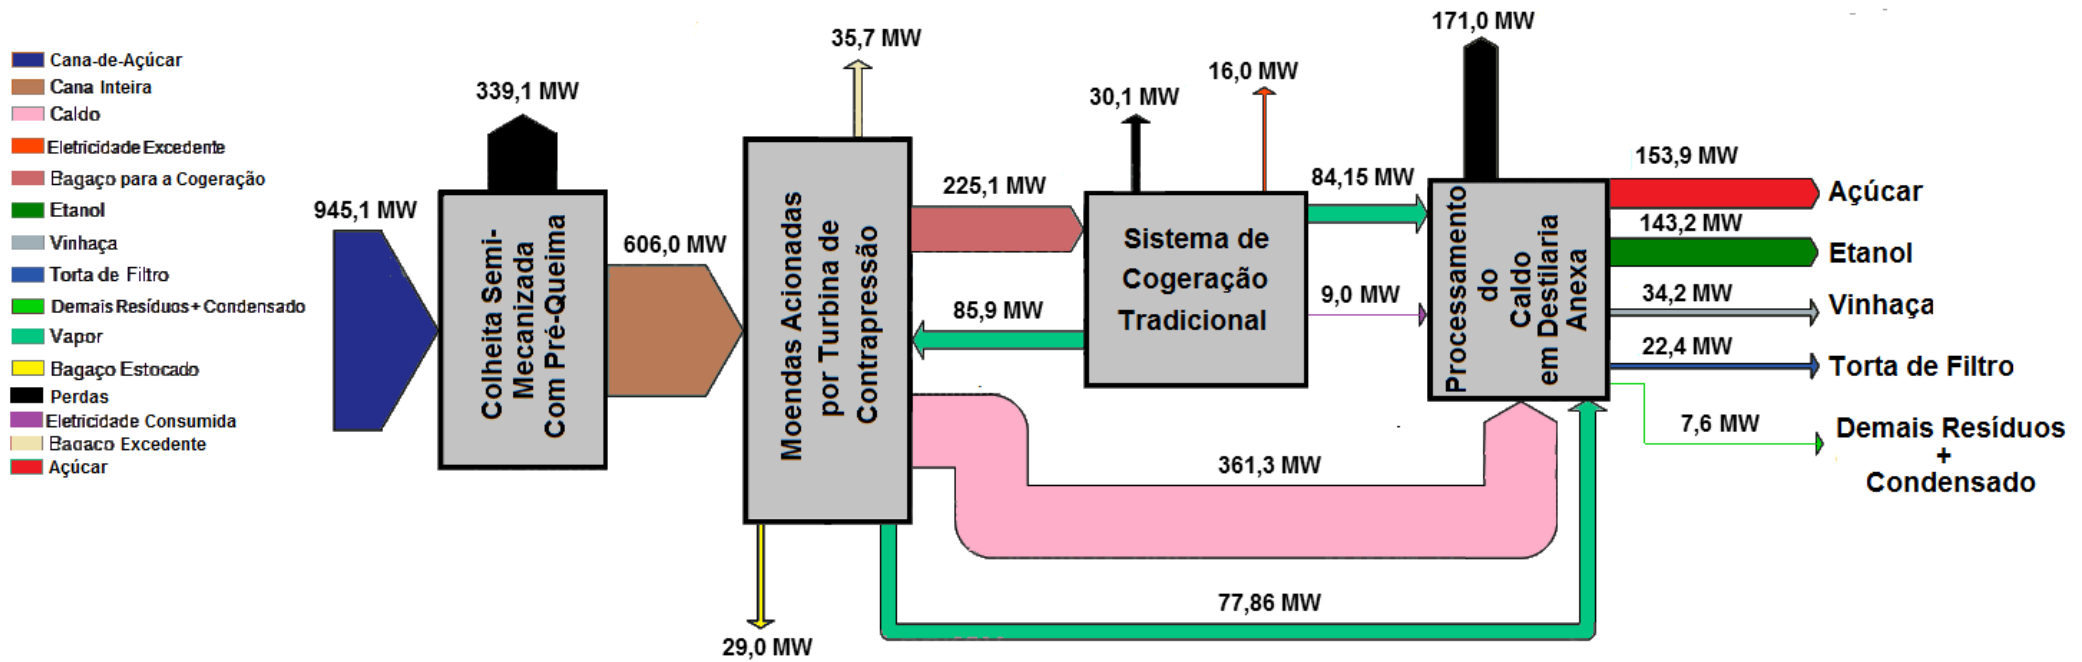 Cana-de-Açúcar
Cana Inteira
Caldo
Eletricidade Excedente
Bagaço para a Cogeração
Etanol
Vinhaça
Torta de Filtro
Demais Resíduos + Condensado
Vapor
Bagaço Estocado
Perdas
Eletricidade Consumida
Bagaço Excedente
Açúcar
945,1 MW
339,1 MW
Colheita Semi-
Mecanizada
Com Pré-Queima
606,0 MW
35,7 MW
Moendas Acionadas
por Turbina de
Contrapressão
29,0 MW
225,1 MW
85,9 MW
30,1 MW
16,0 MW
Sistema de
Cogeração
Tradicional
84,15 MW
9,0 MW
361,3 MW
77,86 MW
171,0 MW
Processamento
do
Caldo
em Destilaria
Anexa
153,9 MW
Açúcar
143,2 MW
Etanol
34,2 MW
Vinhaça
22,4 MW
Torta de Filtro
7,6 MW
Demais Resíduos
+
Condensado